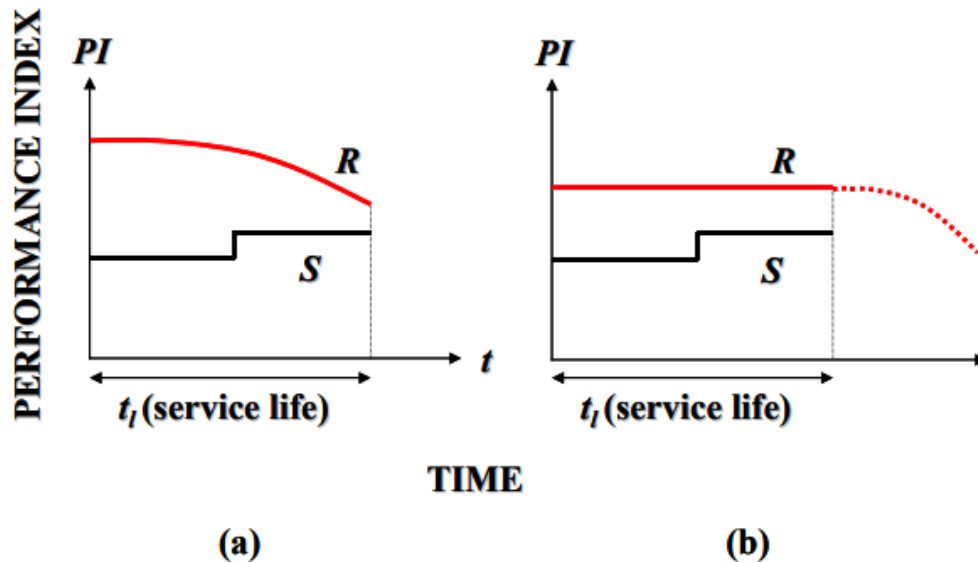 PERFORMANCE INDEX
PI
R
S
t
t_l (service life)
PI
R
S
t_l (service life)
TIME
(a)
(b)